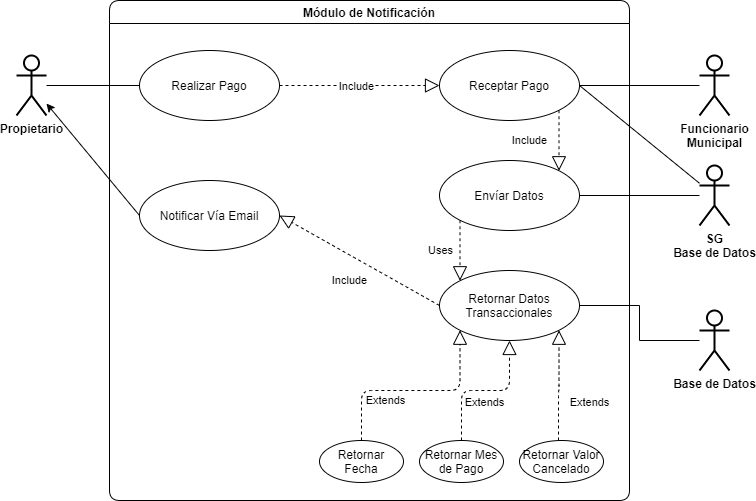 Módulo de Notificación
Realizar Pago
Include
Receptar Pago
Propietario
Funcionario
Municipal
Include
Notificar Vía Email
Envíar Datos
SG
Base de Datos
Uses
Include
Retornar Datos
Transaccionales
Base de Datos
Extends
Extends
Extends
Retornar
Fecha
Retornar Mes
de Pago
Retornar Valor
Cancelado